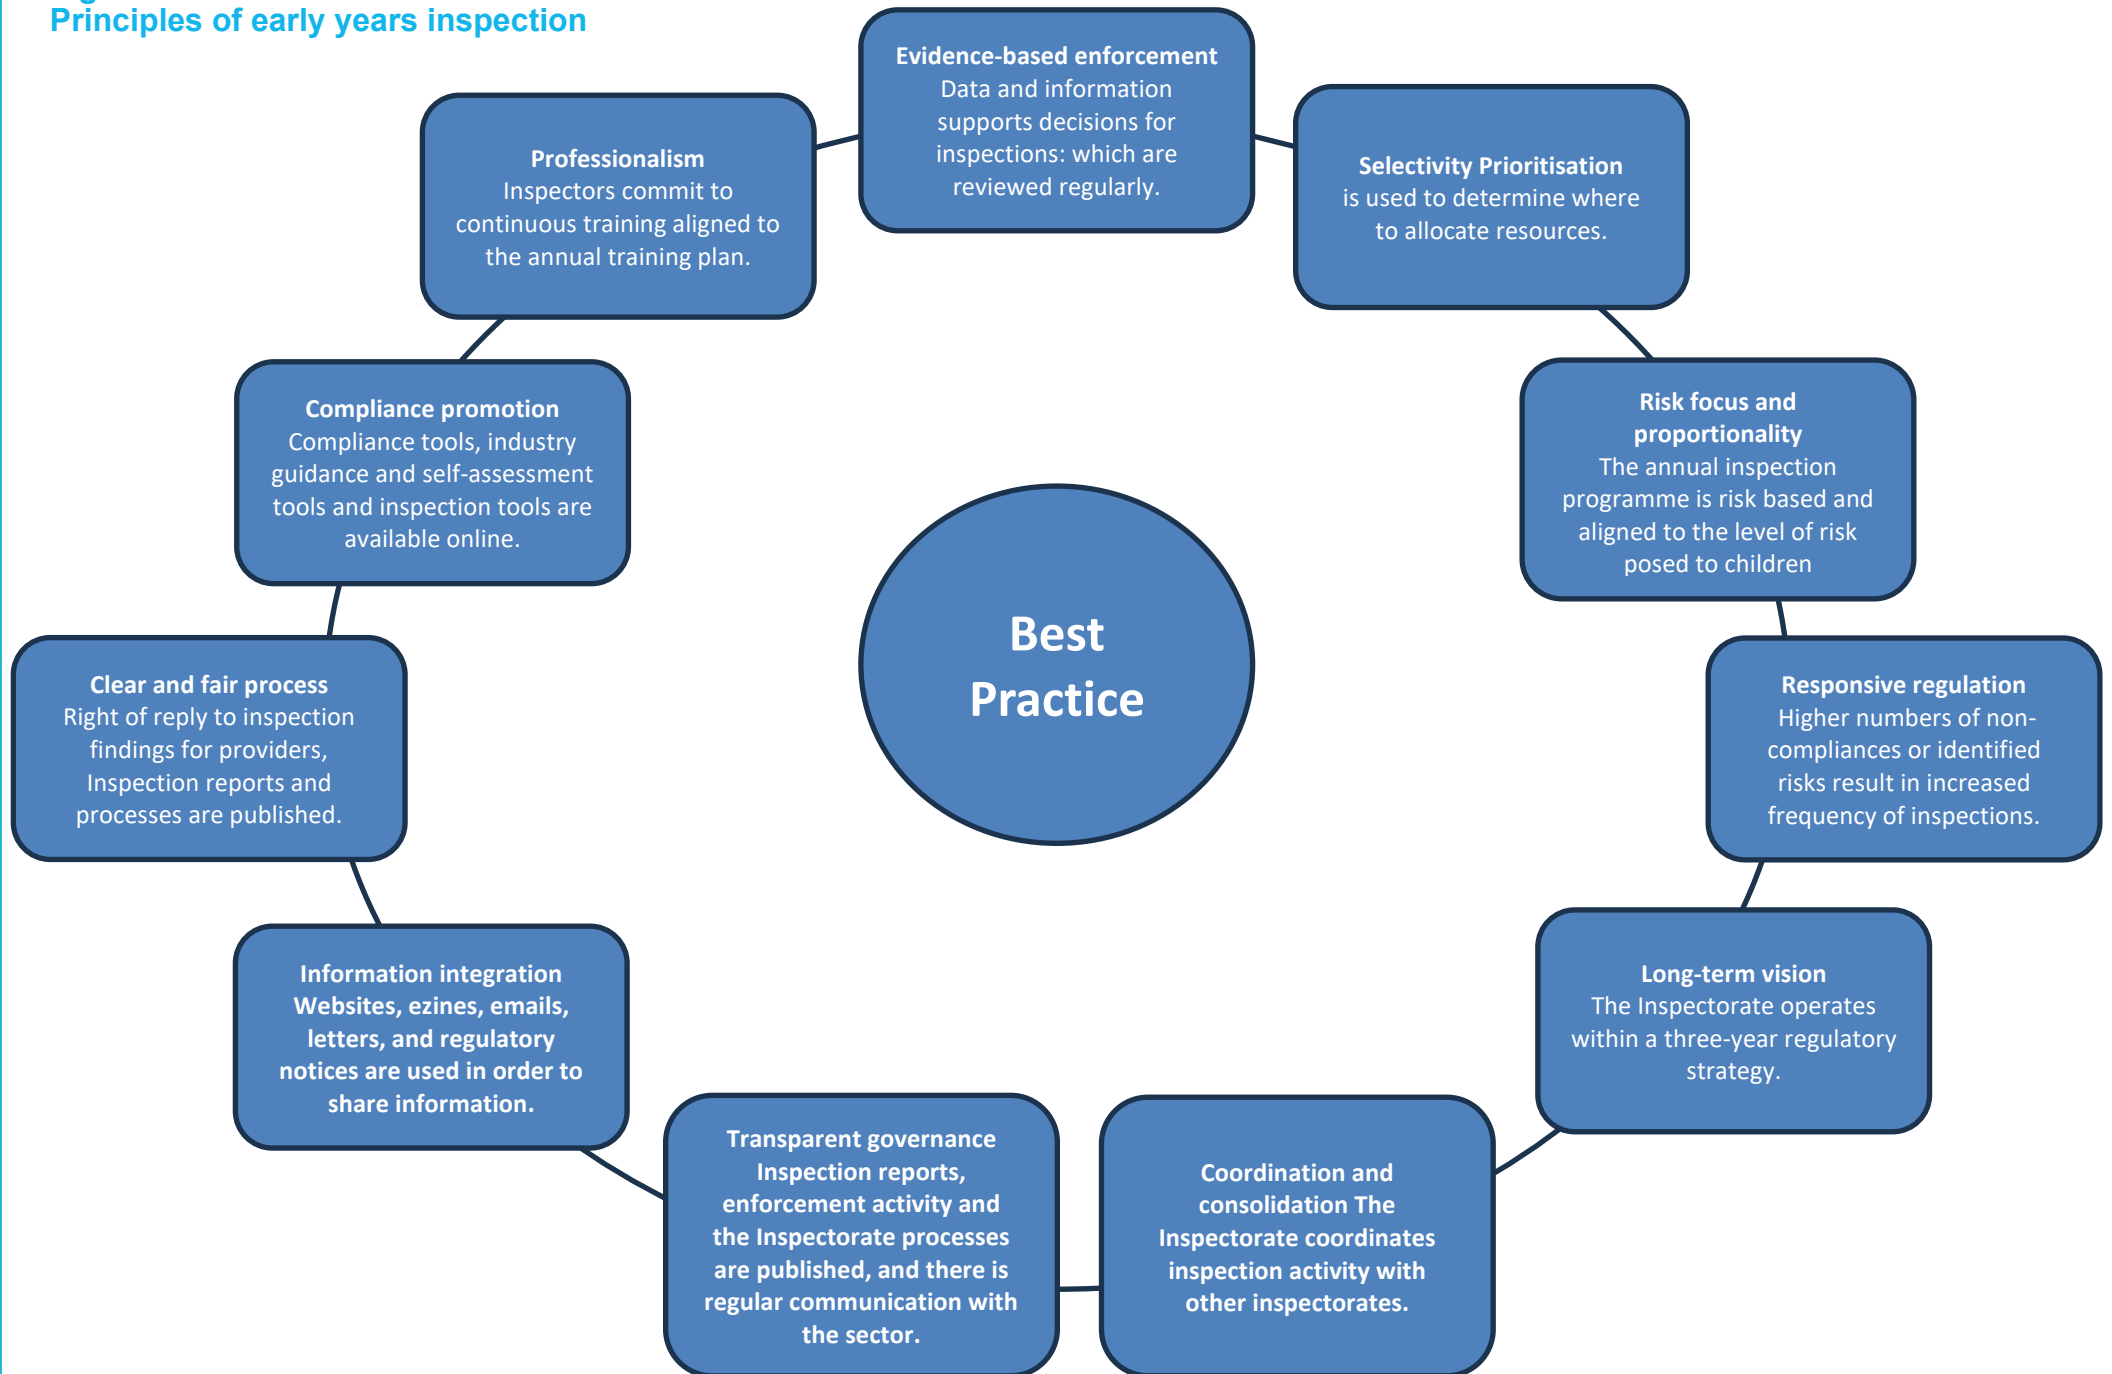 Principles of early years inspection
Evidence-based enforcement
Data and information
supports decisions for
inspections: which are
reviewed regularly.
Selectivity Prioritisation
is used to determine where
to allocate resources.
Risk focus and
proportionality
The annual inspection
programme is risk based and
aligned to the level of risk
posed to children
Responsive regulation
Higher numbers of non-
compliances or identified
risks result in increased
frequency of inspections.
Long-term vision
The Inspectorate operates
within a three-year regulatory
strategy.
Coordination and
consolidation The
Inspectorate coordinates
inspection activity with
other inspectorates.
Transparent governance
Inspection reports,
enforcement activity and
the Inspectorate processes
are published, and there is
regular communication with
the sector.
Information integration
Websites, ezines, emails,
letters, and regulatory
notices are used in order to
share information.
Clear and fair process
Right of reply to inspection
findings for providers,
Inspection reports and
processes are published.
Compliance promotion
Compliance tools, industry
guidance and self-assessment
tools and inspection tools are
available online.
Professionalism
Inspectors commit to
continuous training aligned to
the annual training plan.
Best
Practice